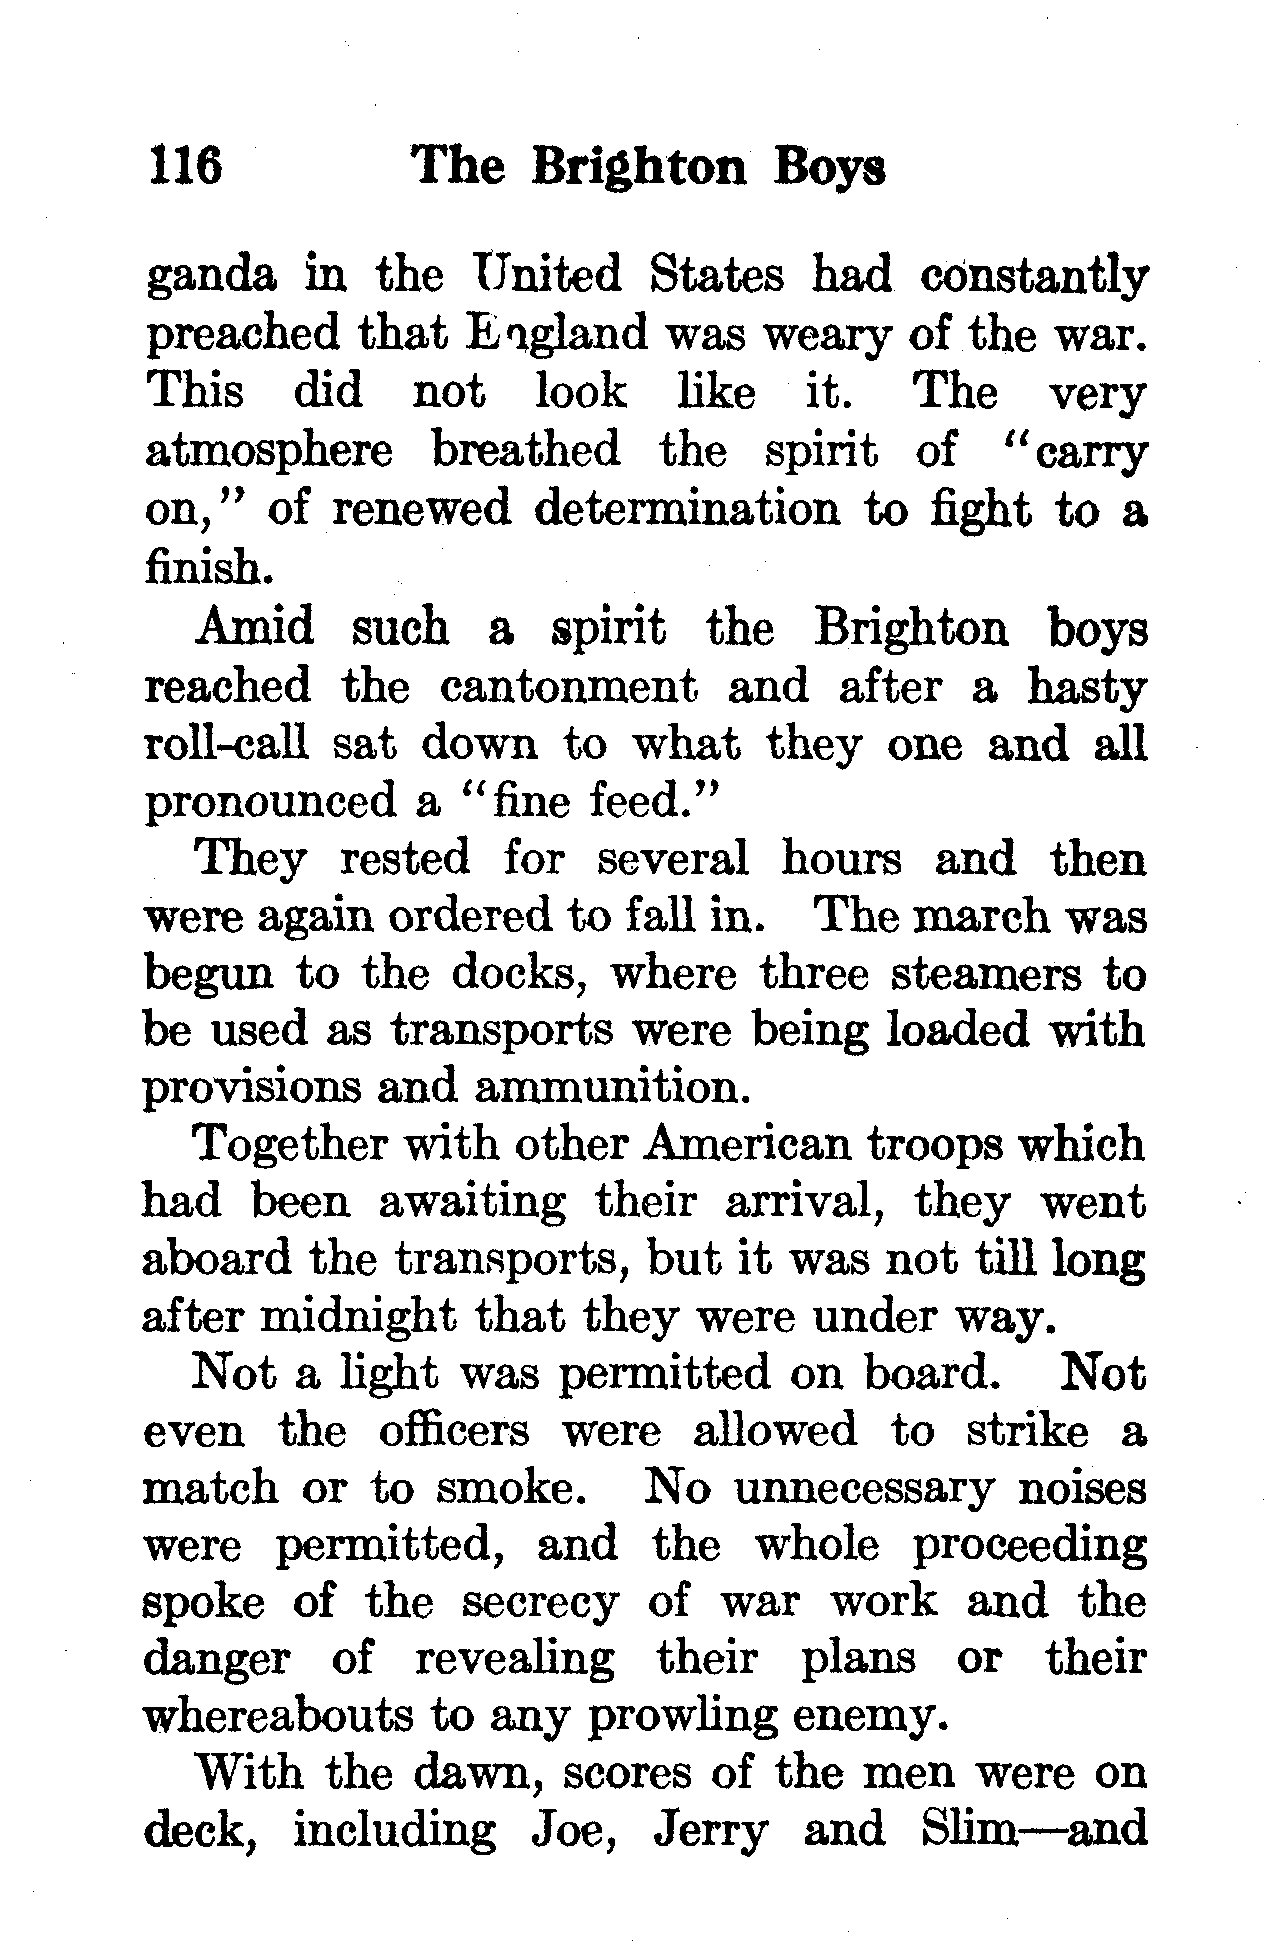 116 The Brighton Boys
ganda in the United States had constantly
preached that England was weary of the war.
This did not look like it. The very
atmosphere breathed the spirit of "carry
on," of renewed determination to fight to a
finish.
Amid such a spirit the Brighton boys
reached the cantonment and after a hasty
roll-call sat down to what they one and all
pronounced a "fine feed."
They rested for several hours and then
were again ordered to fall in. The march was
begun to the docks, where three steamers to
be used as transports were being loaded with
provisions and ammunition.
Together with other American troops which
had been awaiting their arrival, they went
aboard the transports, but it was not till long
after midnight that they were under way.
Not a light was permitted on board. Not
even the officers were allowed to strike a
match or to smoke. No unnecessary noises
were permitted, and the whole proceeding
spoke of the secrecy of war work and the
danger of revealing their plans or their
whereabouts to any prowling enemy.
With the dawn, scores of the men were on
deck, including Joe, Jerry and Slim—and